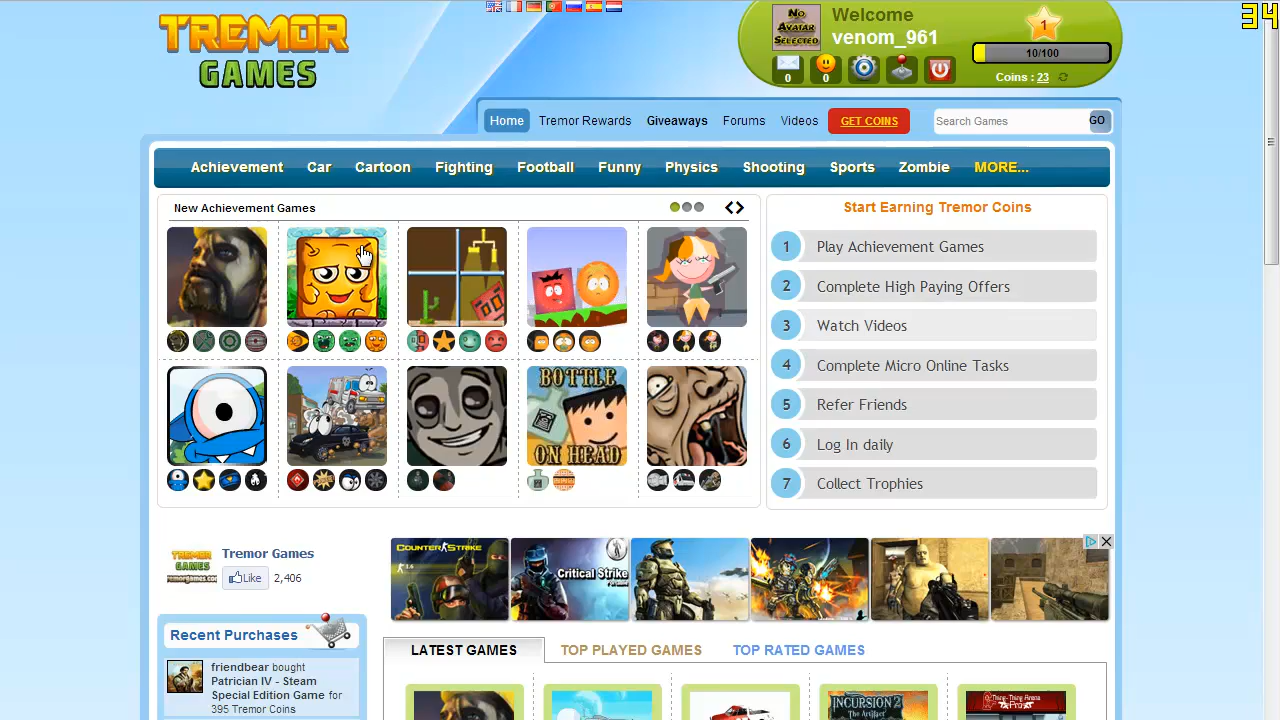 34
TREMOR
GAMES
NO
AVATAR
SELECTED
Welcome
venom_961
1
10/100
0
0
Coins : 23
Home
Tremor Rewards
Giveaways
Forums
Videos
GET COINS
Search Games
GO
Achievement
Car
Cartoon
Fighting
Football
Funny
Physics
Shooting
Sports
Zombie
MORE...
New Achievement Games
BOTTLE
ON HEAD
Start Earning Tremor Coins
1 Play Achievement Games
2 Complete High Paying Offers
3 Watch Videos
4 Complete Micro Online Tasks
5 Refer Friends
6 Log In daily
7 Collect Trophies
TREMOR
GAMES
Tremor Games
Like
2,406
COUNTER STRIKE
Critical Strike
Recent Purchases
friendbear bought
Patrician IV - Steam
Special Edition Game for
395 Tremor Coins
LATEST GAMES
TOP PLAYED GAMES
TOP RATED GAMES
INCURSION 2
THE ARTIFACT